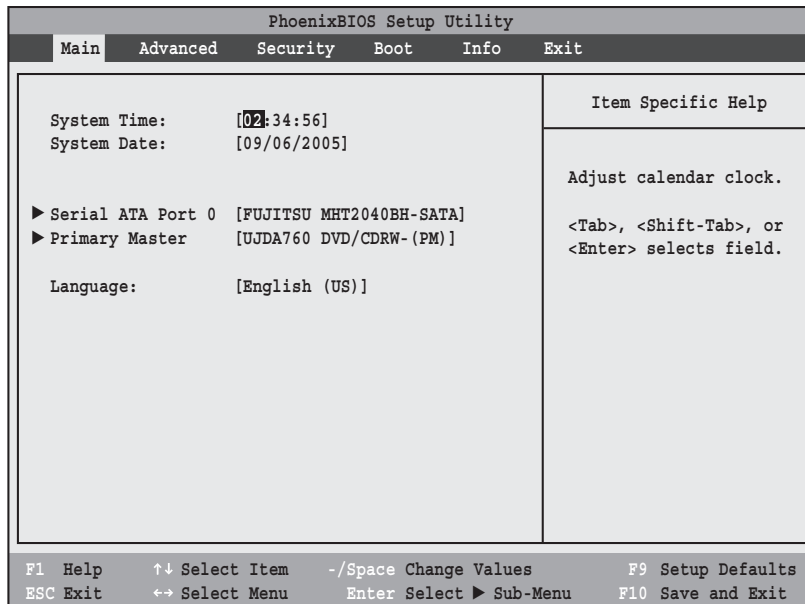 PhoenixBIOS Setup Utility
Main Advanced Security Boot Info Exit
System Time: [02:34:56]
System Date: [09/06/2005]
▶ Serial ATA Port 0 [FUJITSU MHT2040BH-SATA]
▶ Primary Master [UJDA760 DVD/CDRW-(PM)]
Language: [English (US)]
Item Specific Help
Adjust calendar clock.
<Tab>, <Shift-Tab>, or
<Enter> selects field.
F1 Help ↑↓ Select Item -/Space Change Values F9 Setup Defaults
ESC Exit ←→ Select Menu Enter Select ▶ Sub-Menu F10 Save and Exit